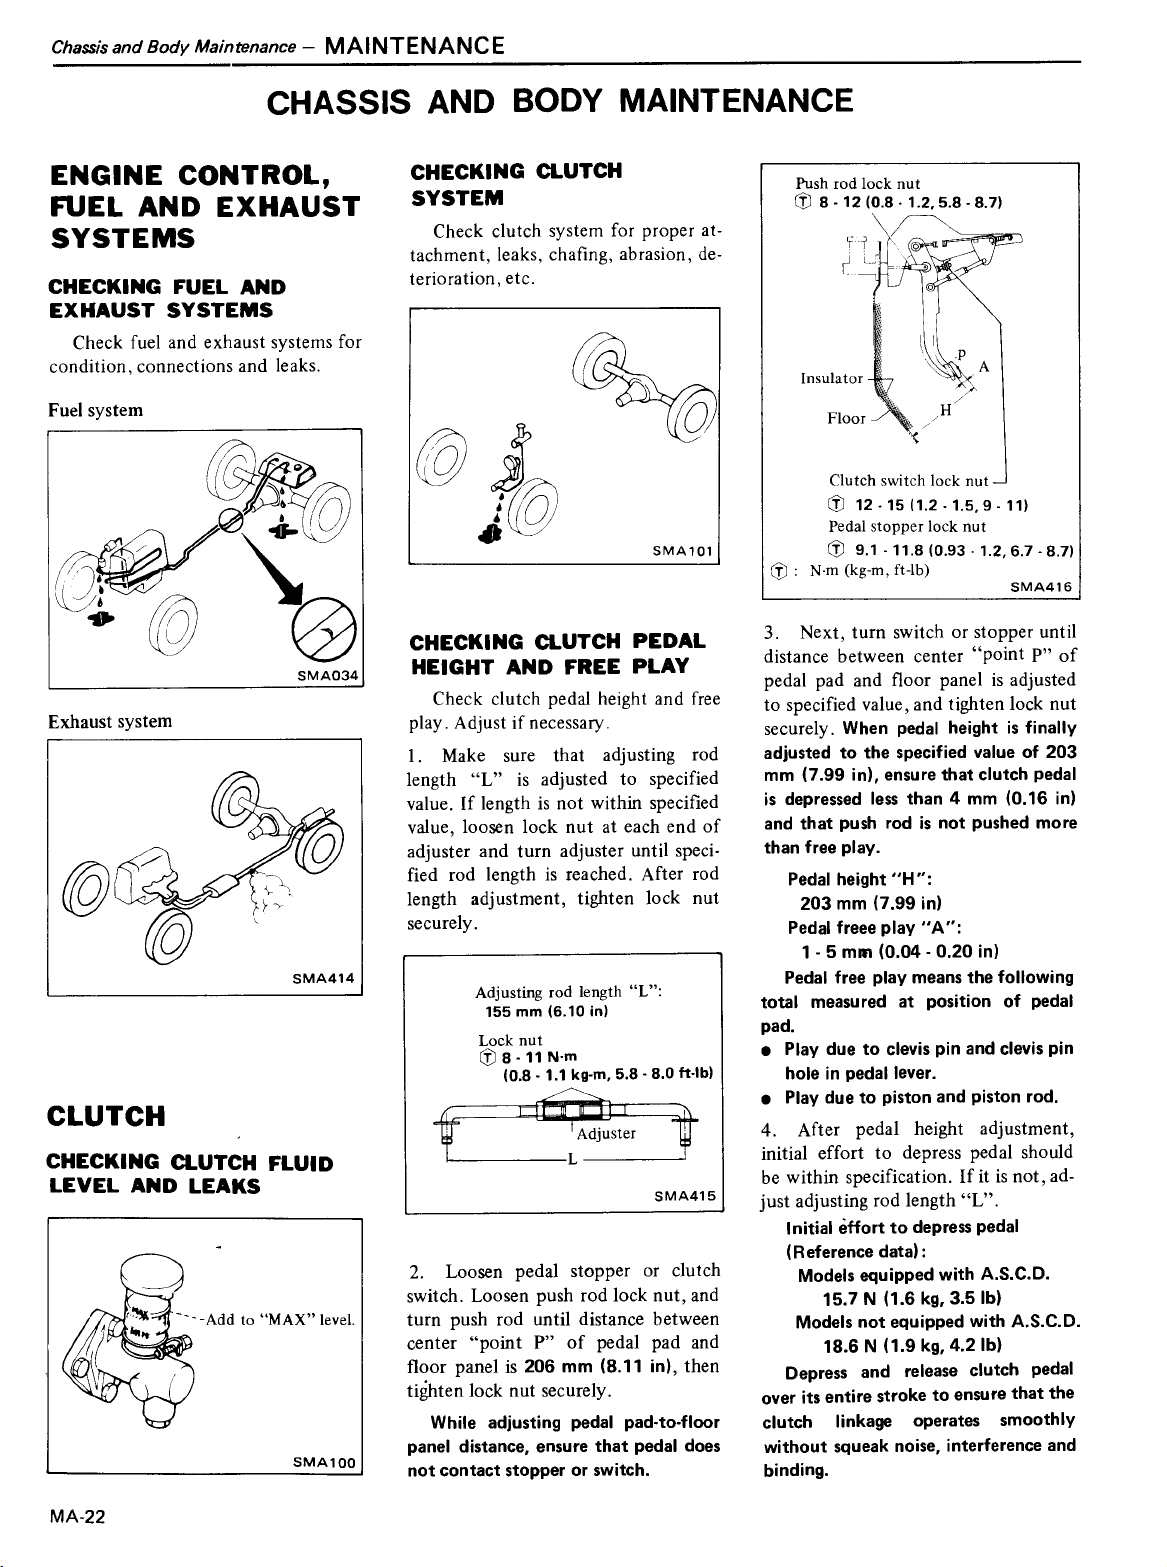 Chassis and Body Maintenance – MAINTENANCE
CHASSIS AND BODY MAINTENANCE
ENGINE CONTROL,
FUEL AND EXHAUST
SYSTEMS
CHECKING FUEL AND
EXHAUST SYSTEMS
Check fuel and exhaust systems for
condition, connections and leaks.
Fuel system
SMA034
Exhaust system
SMA414
CLUTCH
CHECKING CLUTCH FLUID
LEVEL AND LEAKS
MAX
MIN
Add to “MAX” level.
SMA100
CHECKING CLUTCH
SYSTEM
Check clutch system for proper at-
tachment, leaks, chafing, abrasion, de-
terioration, etc.
SMA101
CHECKING CLUTCH PEDAL
HEIGHT AND FREE PLAY
Check clutch pedal height and free
play. Adjust if necessary.
1. Make sure that adjusting rod
length “L” is adjusted to specified
value. If length is not within specified
value, loosen lock nut at each end of
adjuster and turn adjuster until speci-
fied rod length is reached. After rod
length adjustment, tighten lock nut
securely.
Adjusting rod length “L”:
155 mm (6.10 in)
Lock nut
Ⓣ 8 - 11 N·m
(0.8 - 1.1 kg-m, 5.8 - 8.0 ft-lb)
Adjuster
L
SMA415
2. Loosen pedal stopper or clutch
switch. Loosen push rod lock nut, and
turn push rod until distance between
center “point P” of pedal pad and
floor panel is 206 mm (8.11 in), then
tighten lock nut securely.
While adjusting pedal pad-to-floor
panel distance, ensure that pedal does
not contact stopper or switch.
Push rod lock nut
Ⓣ 8 - 12 (0.8 - 1.2, 5.8 - 8.7)
P
A
Insulator
H
Floor
Clutch switch lock nut
Ⓣ 12 - 15 (1.2 - 1.5, 9 - 11)
Pedal stopper lock nut
Ⓣ 9.1 - 11.8 (0.93 - 1.2, 6.7 - 8.7)
Ⓣ : N·m (kg-m, ft-lb)
SMA416
3. Next, turn switch or stopper until
distance between center “point P” of
pedal pad and floor panel is adjusted
to specified value, and tighten lock nut
securely. When pedal height is finally
adjusted to the specified value of 203
mm (7.99 in), ensure that clutch pedal
is depressed less than 4 mm (0.16 in)
and that push rod is not pushed more
than free play.
Pedal height “H”:
203 mm (7.99 in)
Pedal freee play “A”:
1 - 5 mm (0.04 - 0.20 in)
Pedal free play means the following
total measured at position of pedal
pad.
● Play due to clevis pin and clevis pin
hole in pedal lever.
● Play due to piston and piston rod.
4. After pedal height adjustment,
initial effort to depress pedal should
be within specification. If it is not, ad-
just adjusting rod length “L”.
Initial effort to depress pedal
(Reference data):
Models equipped with A.S.C.D.
15.7 N (1.6 kg, 3.5 lb)
Models not equipped with A.S.C.D.
18.6 N (1.9 kg, 4.2 lb)
Depress and release clutch pedal
over its entire stroke to ensure that the
clutch linkage operates smoothly
without squeak noise, interference and
binding.
MA-22